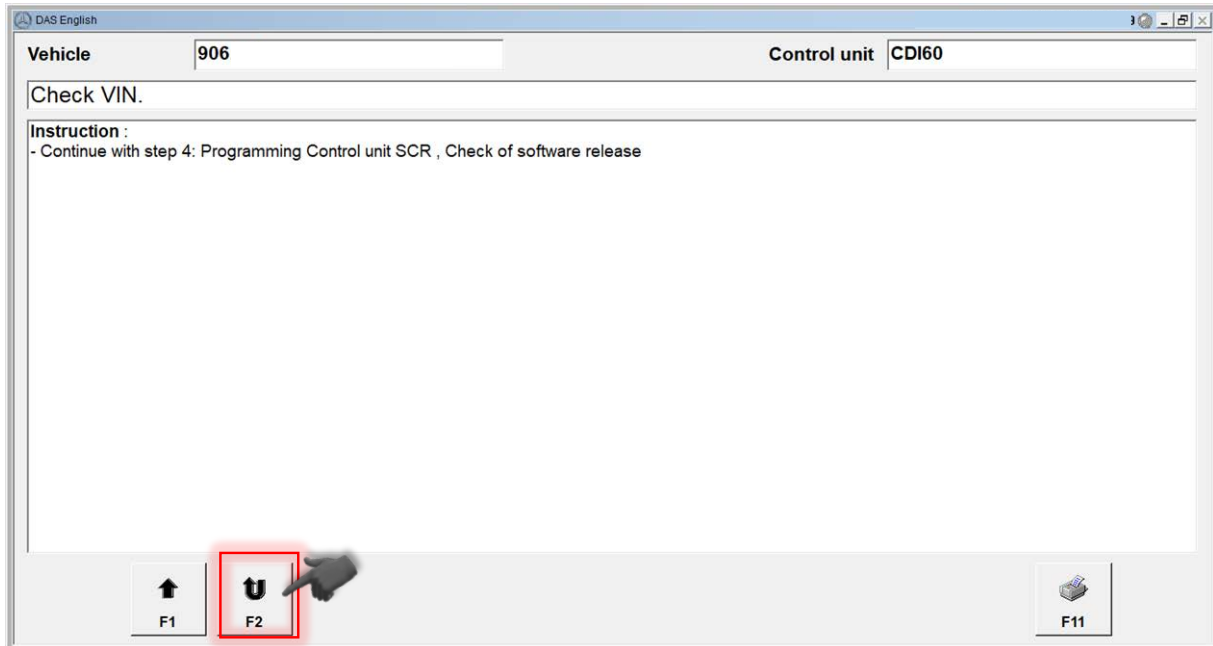 DAS English
Vehicle 906 Control unit CDI60
Check VIN.
Instruction :
- Continue with step 4: Programming Control unit SCR , Check of software release
F1 F2 F11